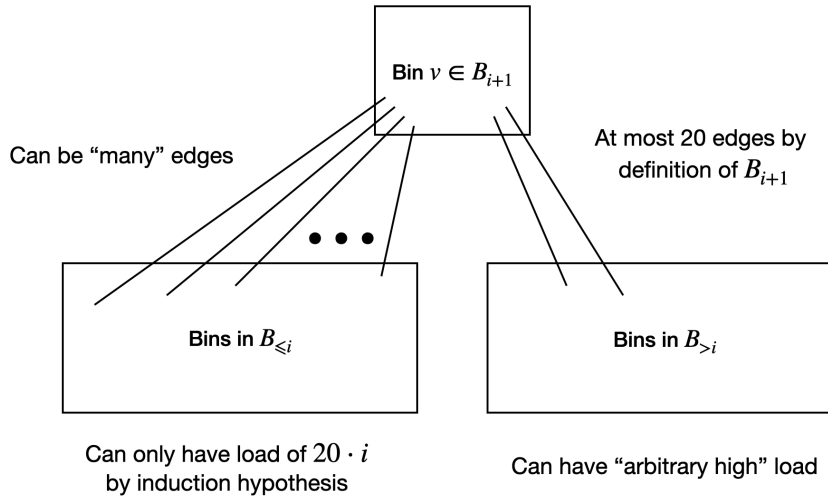 Bin v ∈ B_{i+1}
Can be “many” edges
At most 20 edges by
definition of B_{i+1}
Bins in B_{⩽i}
Bins in B_{>i}
Can only have load of 20 · i
by induction hypothesis
Can have “arbitrary high” load